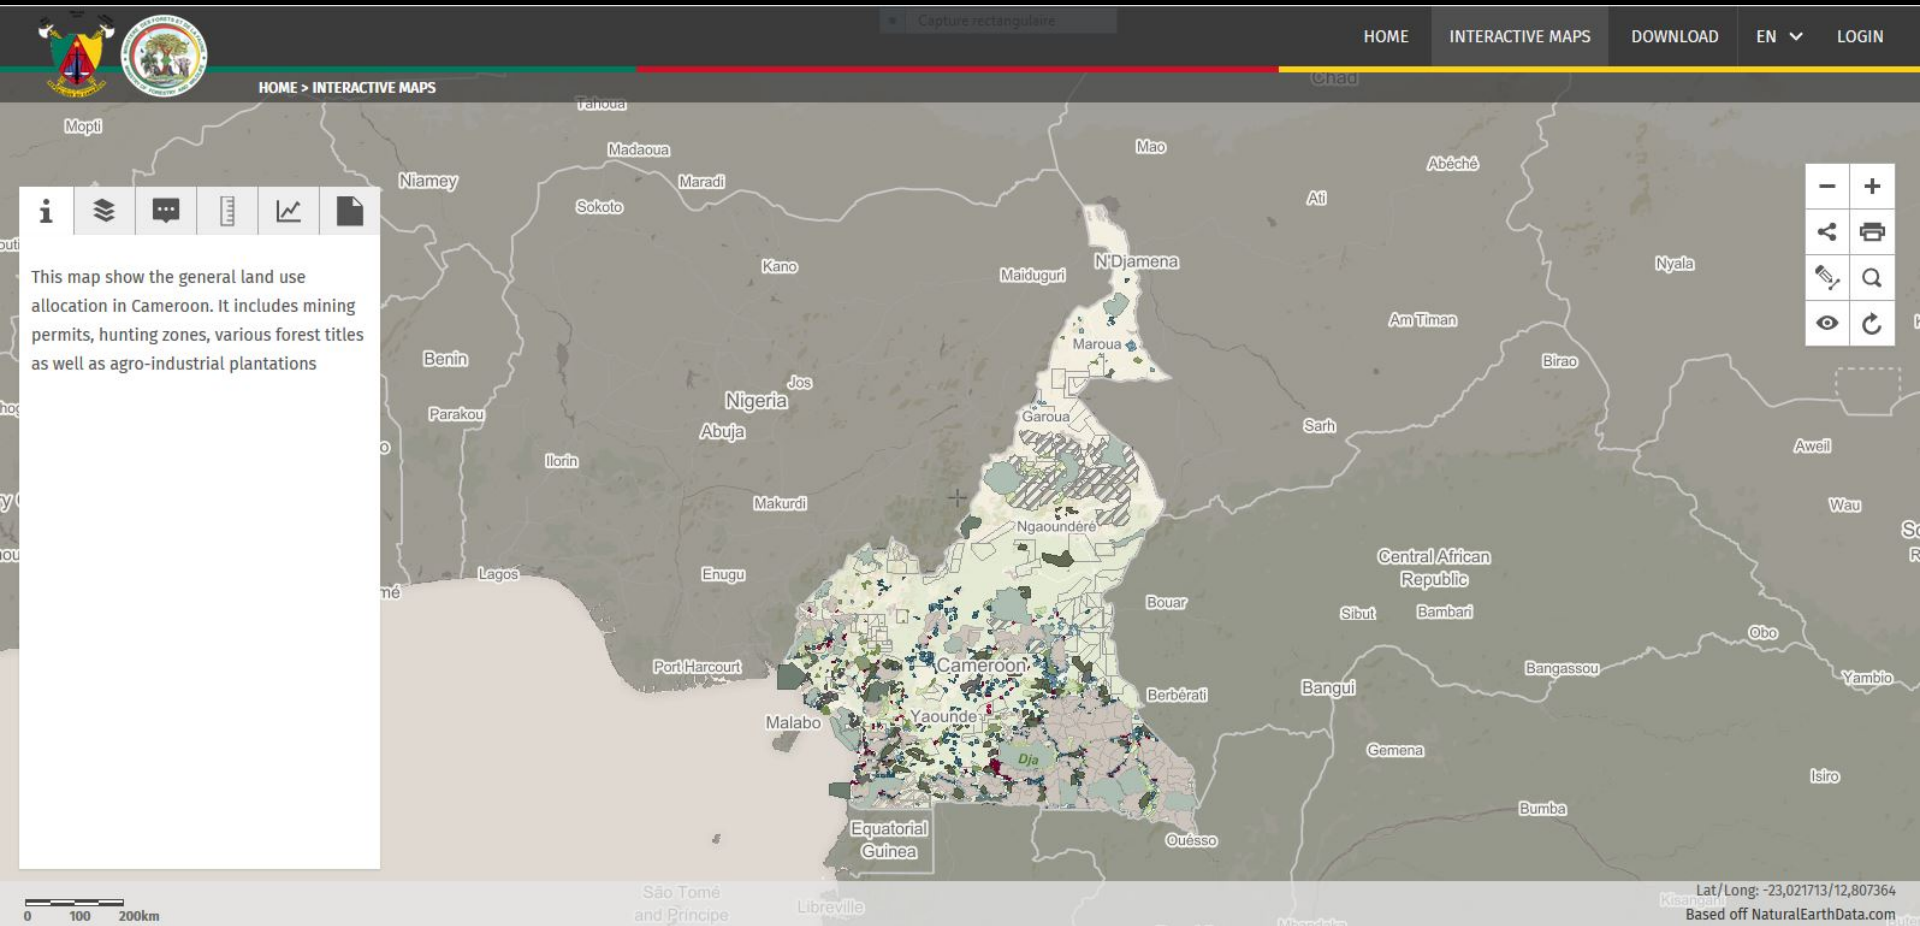 Capture rectangulaire
HOME
INTERACTIVE MAPS
DOWNLOAD
EN
LOGIN
HOME > INTERACTIVE MAPS
Chad
Tahoua
Mopti
Madaoua
Mao
Abéché
Niamey
Maradi
Sokoto
Ati
This map show the general land use
allocation in Cameroon. It includes mining
permits, hunting zones, various forest titles
as well as agro-industrial plantations
Kano
Maiduguri
N'Djamena
Nyala
Am Timan
Maroua
Benin
Birao
Jos
Nigeria
Parakou
Garoua
Abuja
Sarh
Ilorin
Aweil
Makurdi
Wau
Ngaoundéré
Central African
Republic
Lagos
Enugu
Bouar
Sibut
Bambari
Obo
Port Harcourt
Cameroon
Bangassou
Yambio
Bangui
Berbérati
Malabo
Yaounde
Gemena
Dja
Isiro
Bumba
Equatorial
Guinea
Ouésso
São Tomé
and Príncipe
Libreville
Kisangani
Lat/Long: -23,021713/12,807364
Based off NaturalEarthData.com
0 100 200km